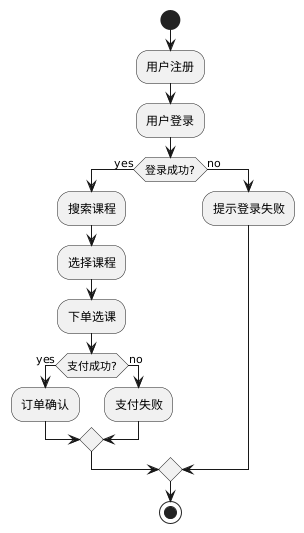 用户注册
用户登录
yes
登录成功?
no
搜索课程
提示登录失败
选择课程
下单选课
yes
支付成功?
no
订单确认
支付失败